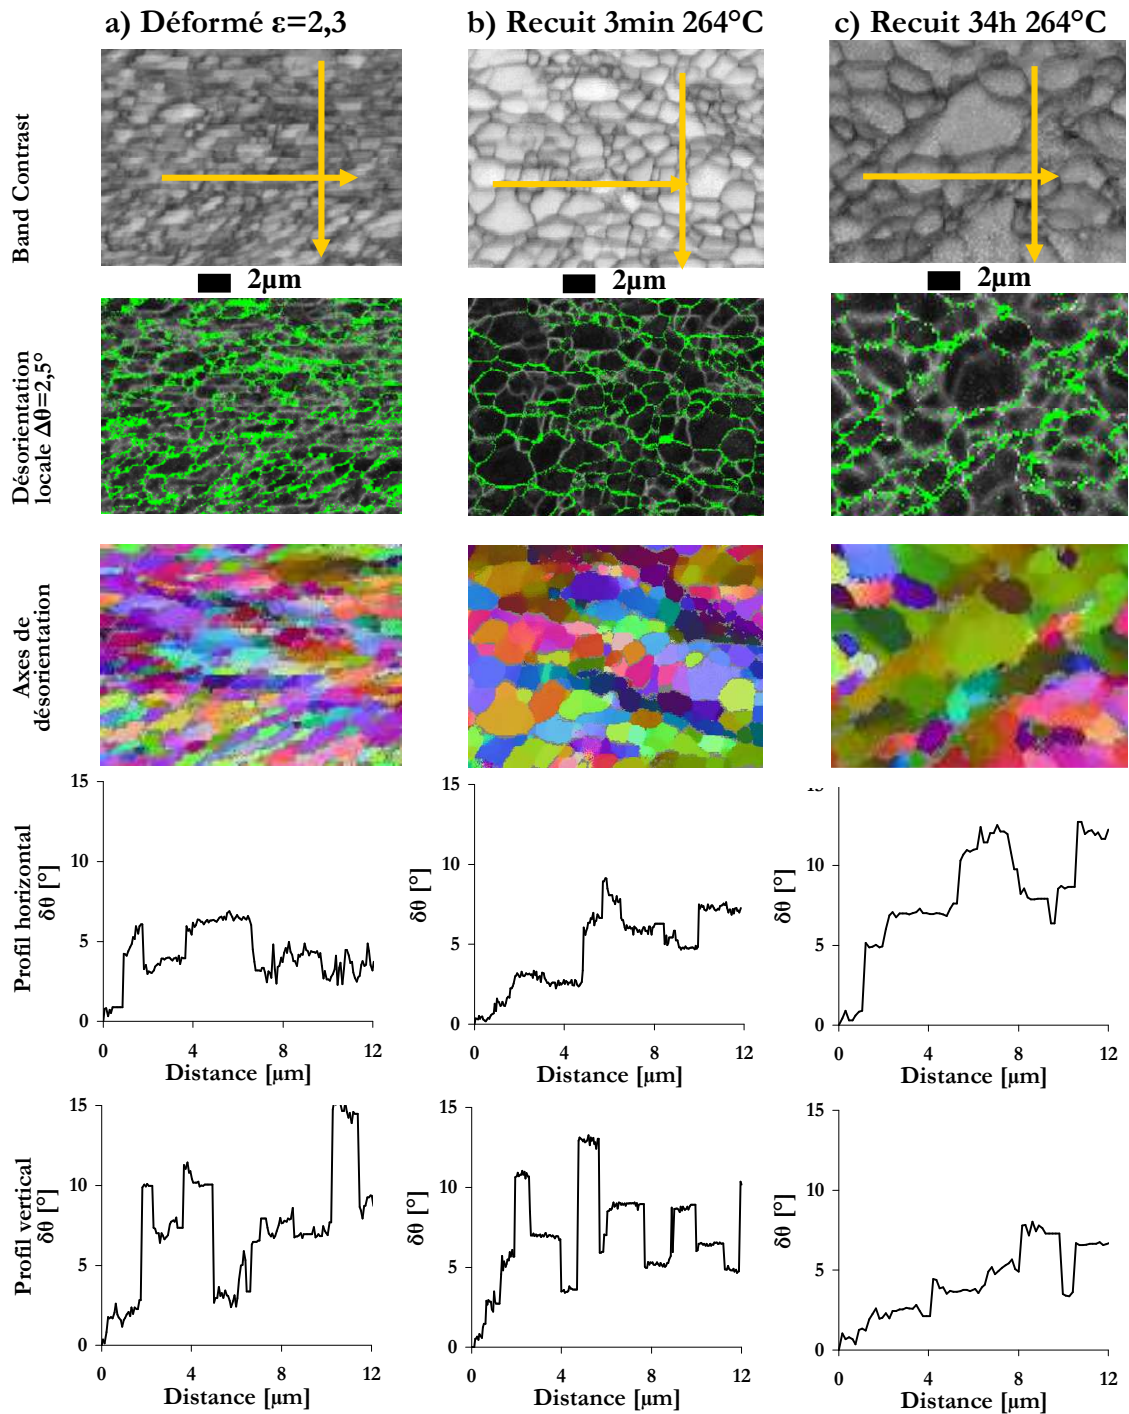 a) Déformé ε=2,3
b) Recuit 3min 264°C
c) Recuit 34h 264°C
Band Contrast
2µm
2µm
2µm
Désorientation
locale Δθ=2,5°
Axes de
désorientation
Profil horizontal
δθ [°]
15
10
5
0
0 4 8 12
Distance [µm]
δθ [°]
15
10
5
0
0 4 8 12
Distance [µm]
δθ [°]
15
10
5
0
0 4 8 12
Distance [µm]
Profil vertical
δθ [°]
15
10
5
0
0 4 8 12
Distance [µm]
δθ [°]
15
10
5
0
0 4 8 12
Distance [µm]
δθ [°]
15
10
5
0
0 4 8 12
Distance [µm]